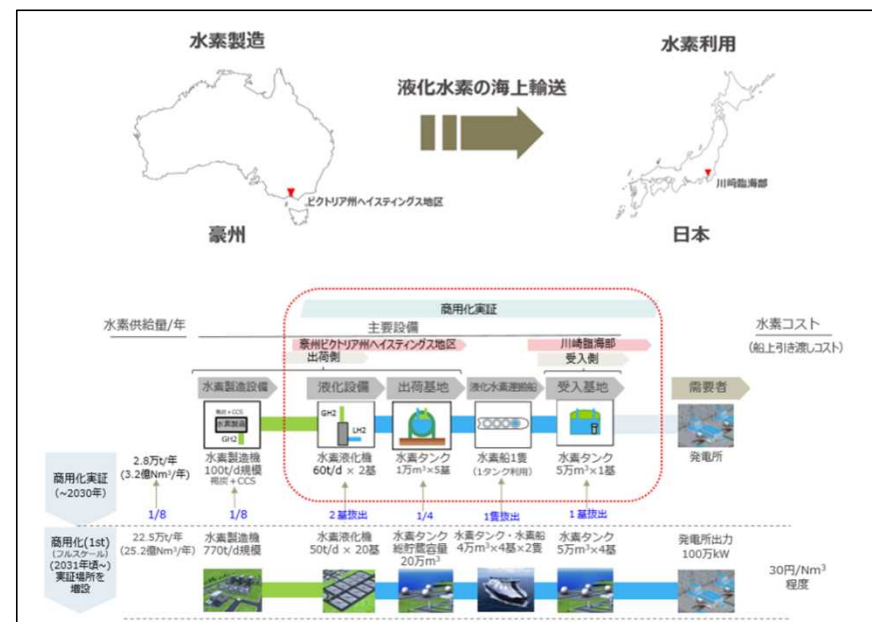 水素製造
水素利用
液化水素の海上輸送
ビクトリア州ヘイスティングス地区
川崎臨海部
豪州
日本
商用化実証
水素供給量/年
主要設備
水素コスト
(船上引き渡しコスト)
豪州ビクトリア州ヘイスティングス地区
川崎臨海部
出荷側
受入側
水素製造設備
液化設備
出荷基地
液化水素運搬船
受入基地
需要者
褐炭+CCS
水素製造
GH2
GH2
LH2
商用化実証
(~2030年)
2.8万t/年
(3.2億Nm³/年)
水素製造機
100t/d規模
褐炭+CCS
水素液化機
60t/d × 2基
水素タンク
1万m³×5基
水素船1隻
(1タンク利用)
水素タンク
5万m³×1基
発電所
1/8
1/8
2基抜出
1/4
1隻抜出
1基抜出
商用化(1st)
(フルスケール)
(2031年頃~)
実証場所を
増設
22.5万t/年
(25.2億Nm³/年)
水素製造機
770t/d規模
水素液化機
50t/d × 20基
水素タンク
総貯蔵容量
20万m³
水素タンク・水素船
4万m³×4基×2隻
水素タンク
5万m³×4基
発電所出力
100万kW
30円/Nm³
程度